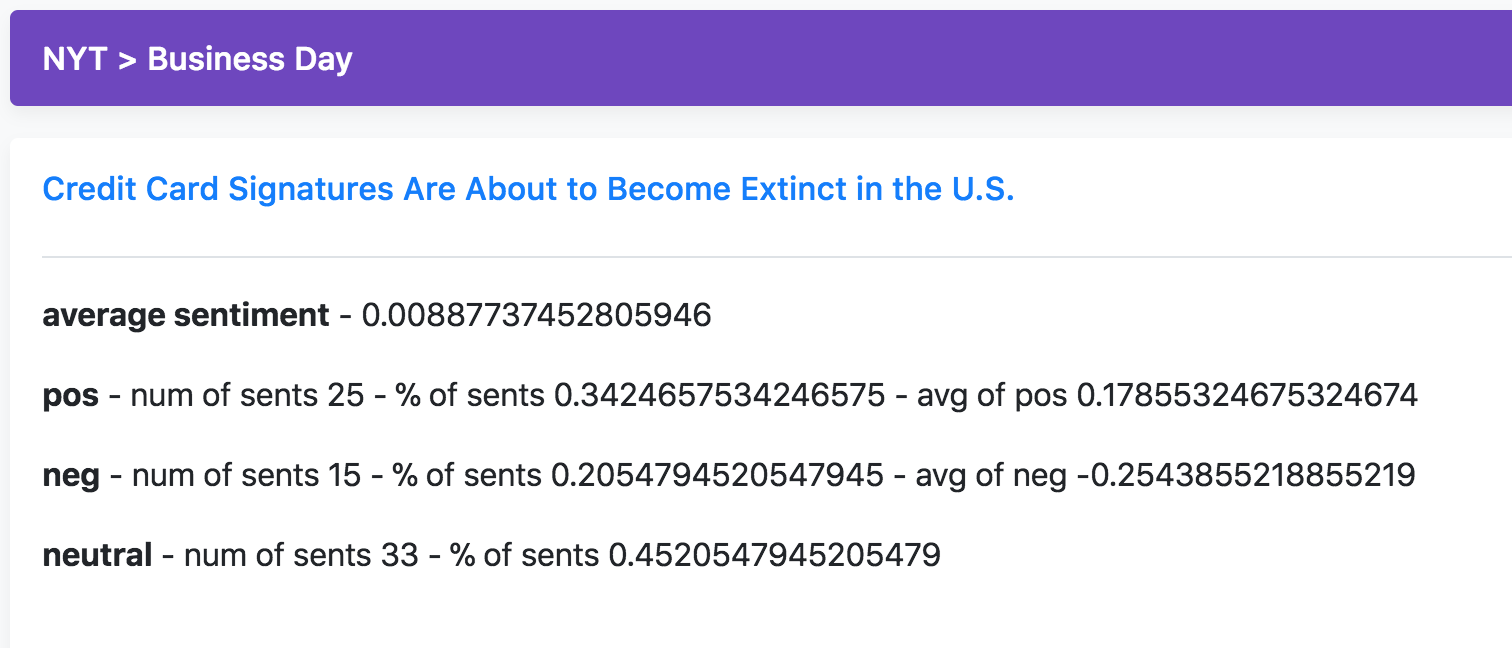 NYT > Business Day
Credit Card Signatures Are About to Become Extinct in the U.S.
average sentiment - 0.00887737452805946
pos - num of sents 25 - % of sents 0.3424657534246575 - avg of pos 0.17855324675324674
neg - num of sents 15 - % of sents 0.2054794520547945 - avg of neg -0.2543855218855219
neutral - num of sents 33 - % of sents 0.4520547945205479